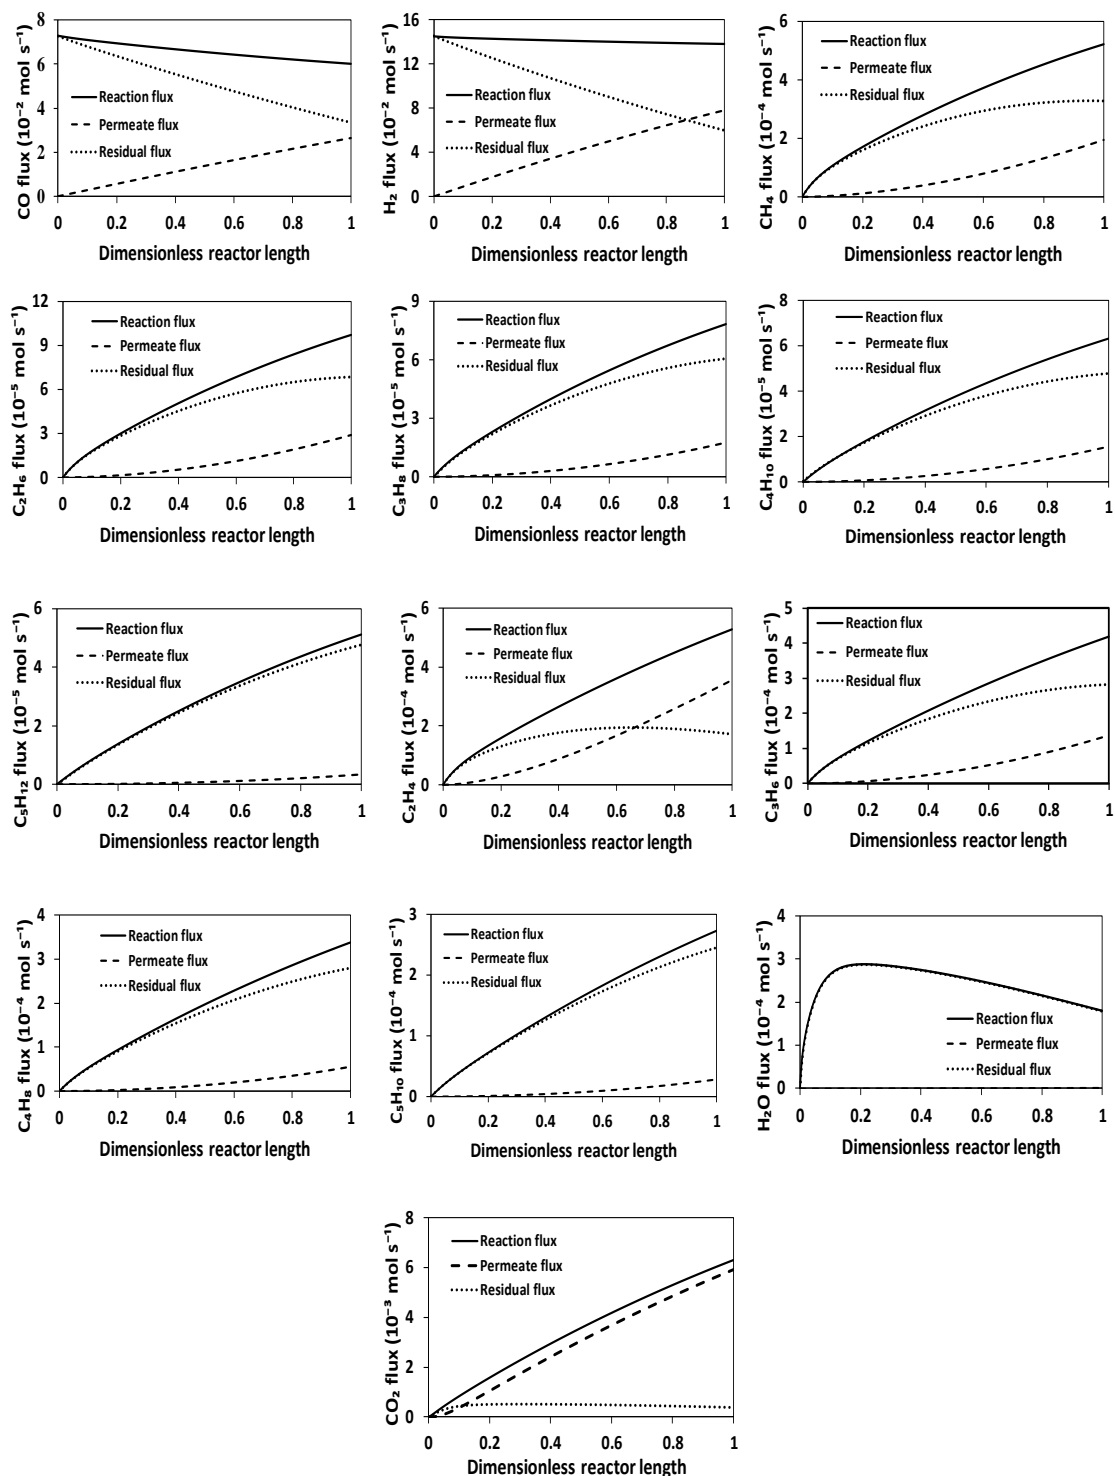 CO flux (10⁻² mol s⁻¹)
8
6
4
2
0
Reaction flux
Permeate flux
Residual flux
0 0.2 0.4 0.6 0.8 1
Dimensionless reactor length
H₂ flux (10⁻² mol s⁻¹)
16
12
8
4
0
Reaction flux
Permeate flux
Residual flux
0 0.2 0.4 0.6 0.8 1
Dimensionless reactor length
CH₄ flux (10⁻⁴ mol s⁻¹)
6
4
2
0
Reaction flux
Permeate flux
Residual flux
0 0.2 0.4 0.6 0.8 1
Dimensionless reactor length
C₂H₆ flux (10⁻⁵ mol s⁻¹)
12
9
6
3
0
Reaction flux
Permeate flux
Residual flux
0 0.2 0.4 0.6 0.8 1
Dimensionless reactor length
C₃H₈ flux (10⁻⁵ mol s⁻¹)
9
6
3
0
Reaction flux
Permeate flux
Residual flux
0 0.2 0.4 0.6 0.8 1
Dimensionless reactor length
C₄H₁₀ flux (10⁻⁵ mol s⁻¹)
8
6
4
2
0
Reaction flux
Permeate flux
Residual flux
0 0.2 0.4 0.6 0.8 1
Dimensionless reactor length
C₅H₁₂ flux (10⁻⁵ mol s⁻¹)
6
4
2
0
Reaction flux
Permeate flux
Residual flux
0 0.2 0.4 0.6 0.8 1
Dimensionless reactor length
C₂H₄ flux (10⁻⁴ mol s⁻¹)
6
4
2
0
Reaction flux
Permeate flux
Residual flux
0 0.2 0.4 0.6 0.8 1
Dimensionless reactor length
C₃H₆ flux (10⁻⁴ mol s⁻¹)
5
4
3
2
1
0
Reaction flux
Permeate flux
Residual flux
0 0.2 0.4 0.6 0.8 1
Dimensionless reactor length
C₄H₈ flux (10⁻⁴ mol s⁻¹)
4
3
2
1
0
Reaction flux
Permeate flux
Residual flux
0 0.2 0.4 0.6 0.8 1
Dimensionless reactor length
C₅H₁₀ flux (10⁻⁴ mol s⁻¹)
3
2
1
0
Reaction flux
Permeate flux
Residual flux
0 0.2 0.4 0.6 0.8 1
Dimensionless reactor length
H₂O flux (10⁻⁴ mol s⁻¹)
4
3
2
1
0
Reaction flux
Permeate flux
Residual flux
0 0.2 0.4 0.6 0.8 1
Dimensionless reactor length
CO₂ flux (10⁻³ mol s⁻¹)
8
6
4
2
0
Reaction flux
Permeate flux
Residual flux
0 0.2 0.4 0.6 0.8 1
Dimensionless reactor length